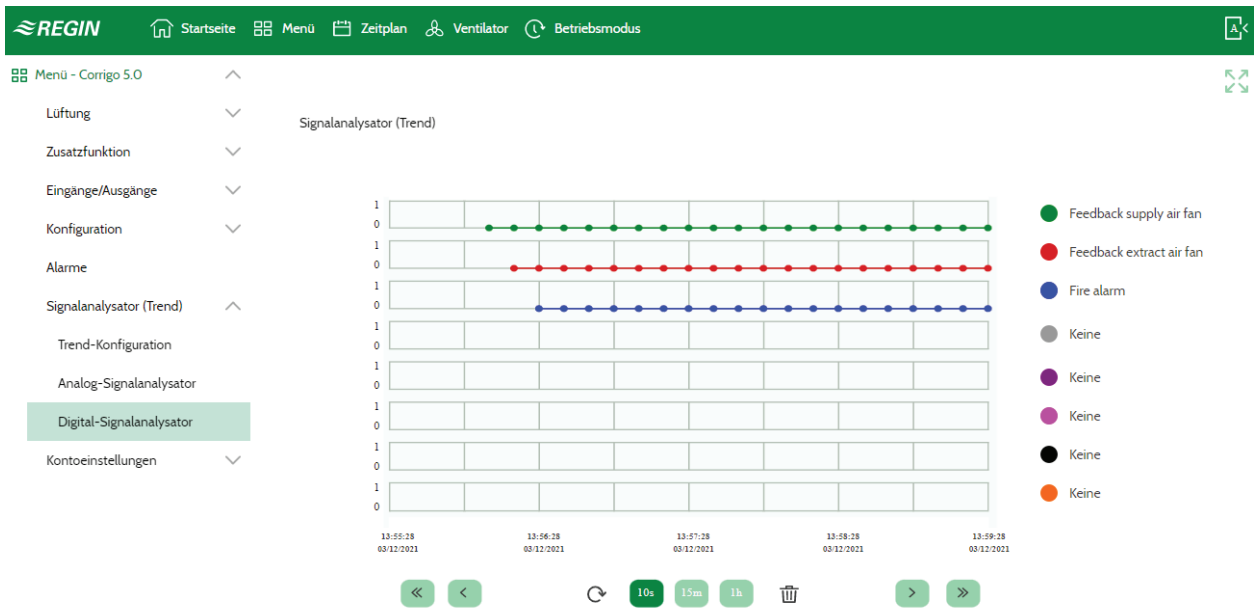 REGIN Startseite Menü Zeitplan Ventilator Betriebsmodus A
Menü - Corrigo 5.0
Lüftung
Zusatzfunktion
Eingänge/Ausgänge
Konfiguration
Alarme
Signalanalysator (Trend)
Trend-Konfiguration
Analog-Signalanalysator
Digital-Signalanalysator
Kontoeinstellungen
Signalanalysator (Trend)
1
0
1
0
1
0
1
0
1
0
1
0
1
0
1
0
13:55:28 13:56:28 13:57:28 13:58:28 13:59:28
03/12/2021 03/12/2021 03/12/2021 03/12/2021 03/12/2021
Feedback supply air fan
Feedback extract air fan
Fire alarm
Keine
Keine
Keine
Keine
Keine
10s 15m 1h